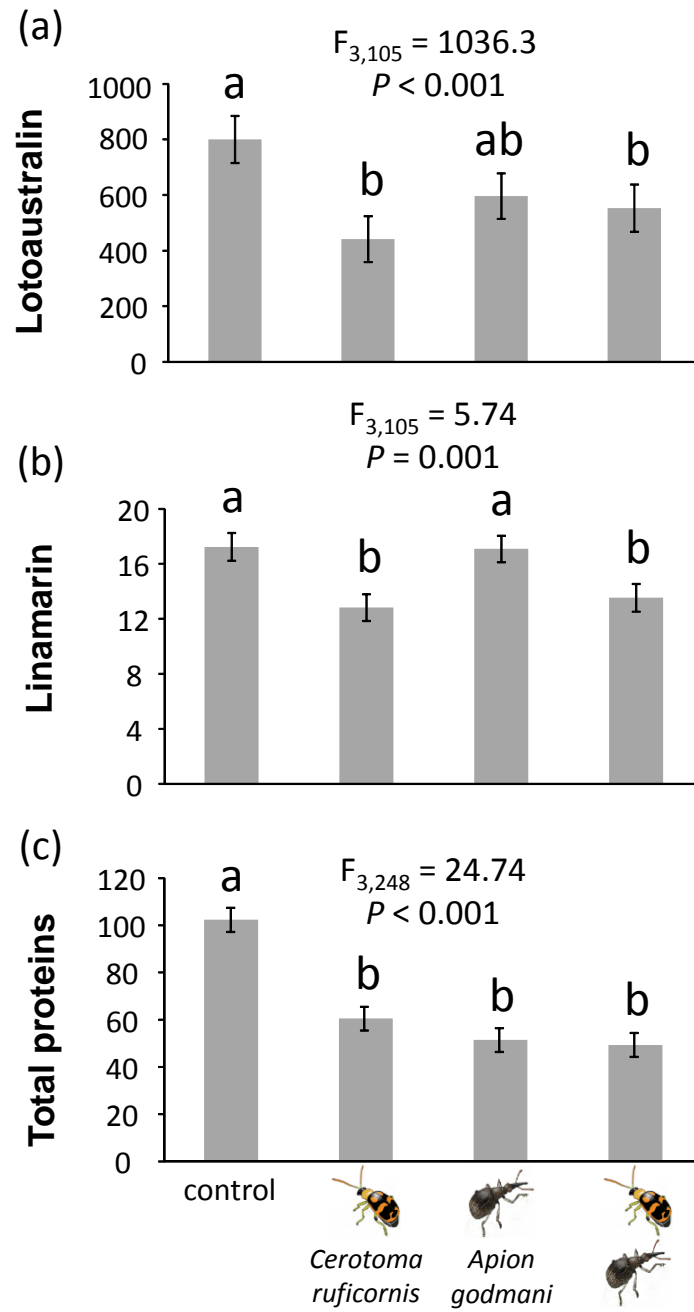 (a)
F3,105 = 1036.3
P < 0.001
Lotoaustralin
1000
800
600
400
200
0
a
b
ab
b
(b)
F3,105 = 5.74
P = 0.001
Linamarin
20
16
12
8
4
0
a
b
a
b
(c)
F3,248 = 24.74
P < 0.001
Total proteins
120
100
80
60
40
20
0
a
b
b
b
control
Cerotoma
ruficornis
Apion
godmani